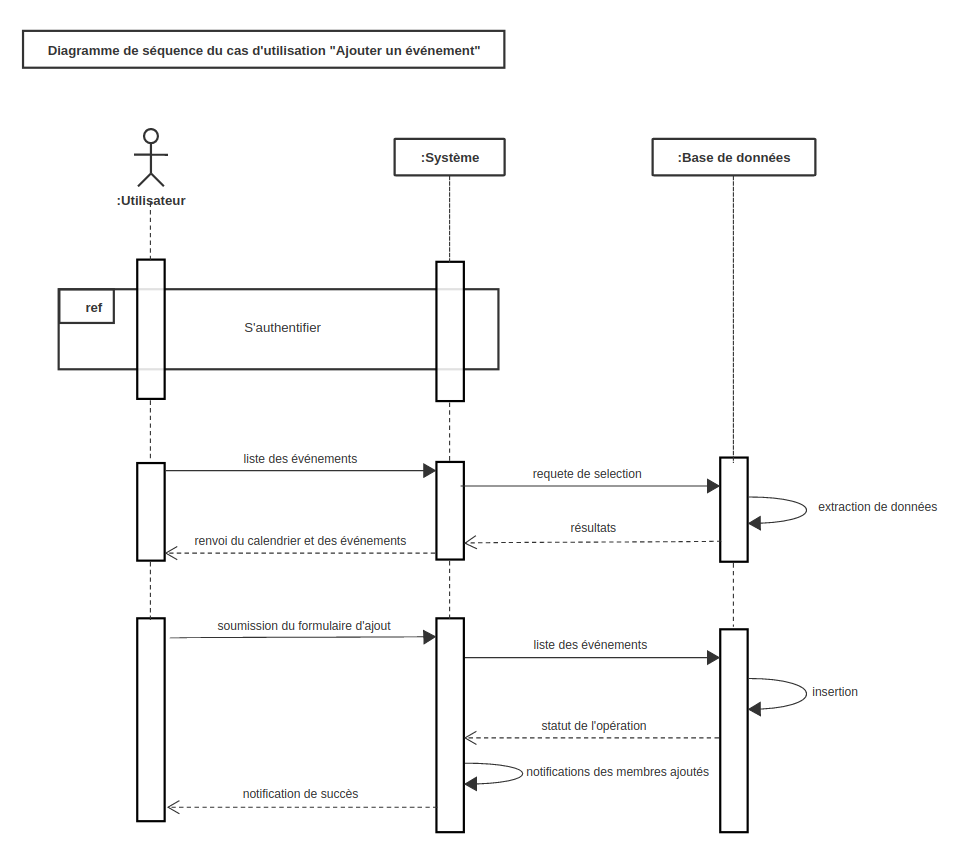 Diagramme de séquence du cas d'utilisation "Ajouter un événement"
:Utilisateur
:Système
:Base de données
ref
S'authentifier
liste des événements
requete de selection
extraction de données
résultats
renvoi du calendrier et des événements
soumission du formulaire d'ajout
liste des événements
insertion
statut de l'opération
notifications des membres ajoutés
notification de succès